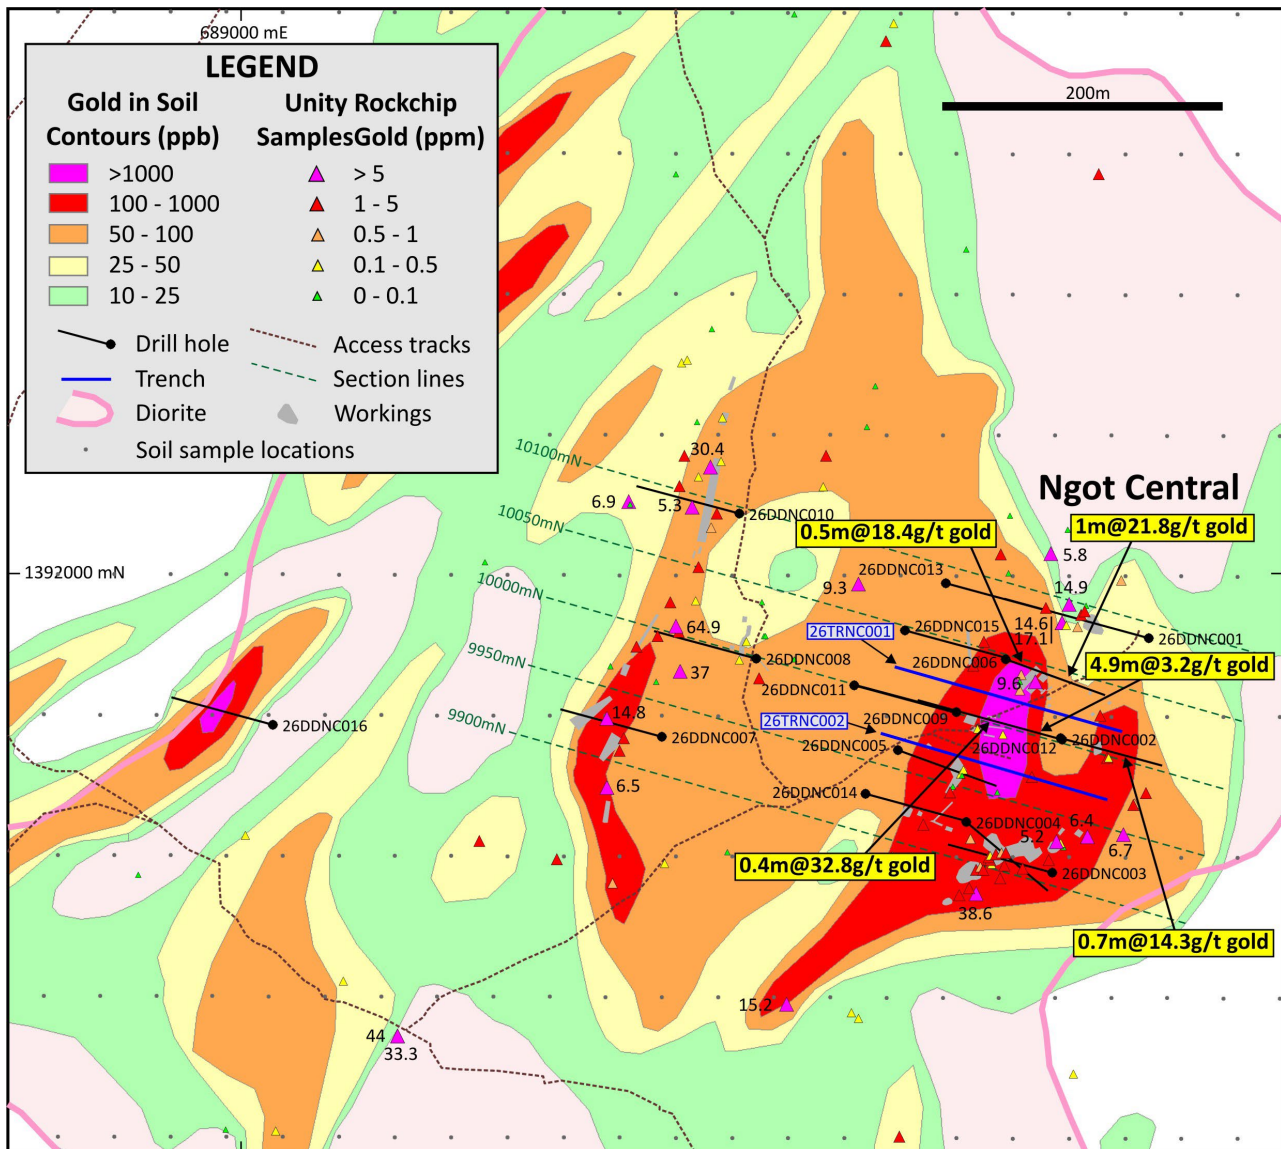 689000 mE
LEGEND
Gold in Soil
Contours (ppb)
>1000
100 - 1000
50 - 100
25 - 50
10 - 25
Unity Rockchip
SamplesGold (ppm)
> 5
1 - 5
0.5 - 1
0.1 - 0.5
0 - 0.1
Drill hole
Access tracks
Trench
Section lines
Diorite
Workings
Soil sample locations
200m
Ngot Central
10100mN
10050mN
10000mN
9950mN
9900mN
1392000 mN
30.4
6.9
5.3
26DDNC010
0.5m@18.4g/t gold
1m@21.8g/t gold
5.8
26DDNC013
9.3
14.9
14.6
17.1
26DDNC001
64.9
26TRNC001
26DDNC015
26DDNC006
26DDNC008
4.9m@3.2g/t gold
37
26DDNC011
9.6
14.8
26TRNC002
26DDNC009
26DDNC016
26DDNC007
26DDNC005
26DDNC012
26DDNC002
6.5
26DDNC014
26DDNC004
6.4
5.2
6.7
0.4m@32.8g/t gold
26DDNC003
38.6
0.7m@14.3g/t gold
15.2
44
33.3